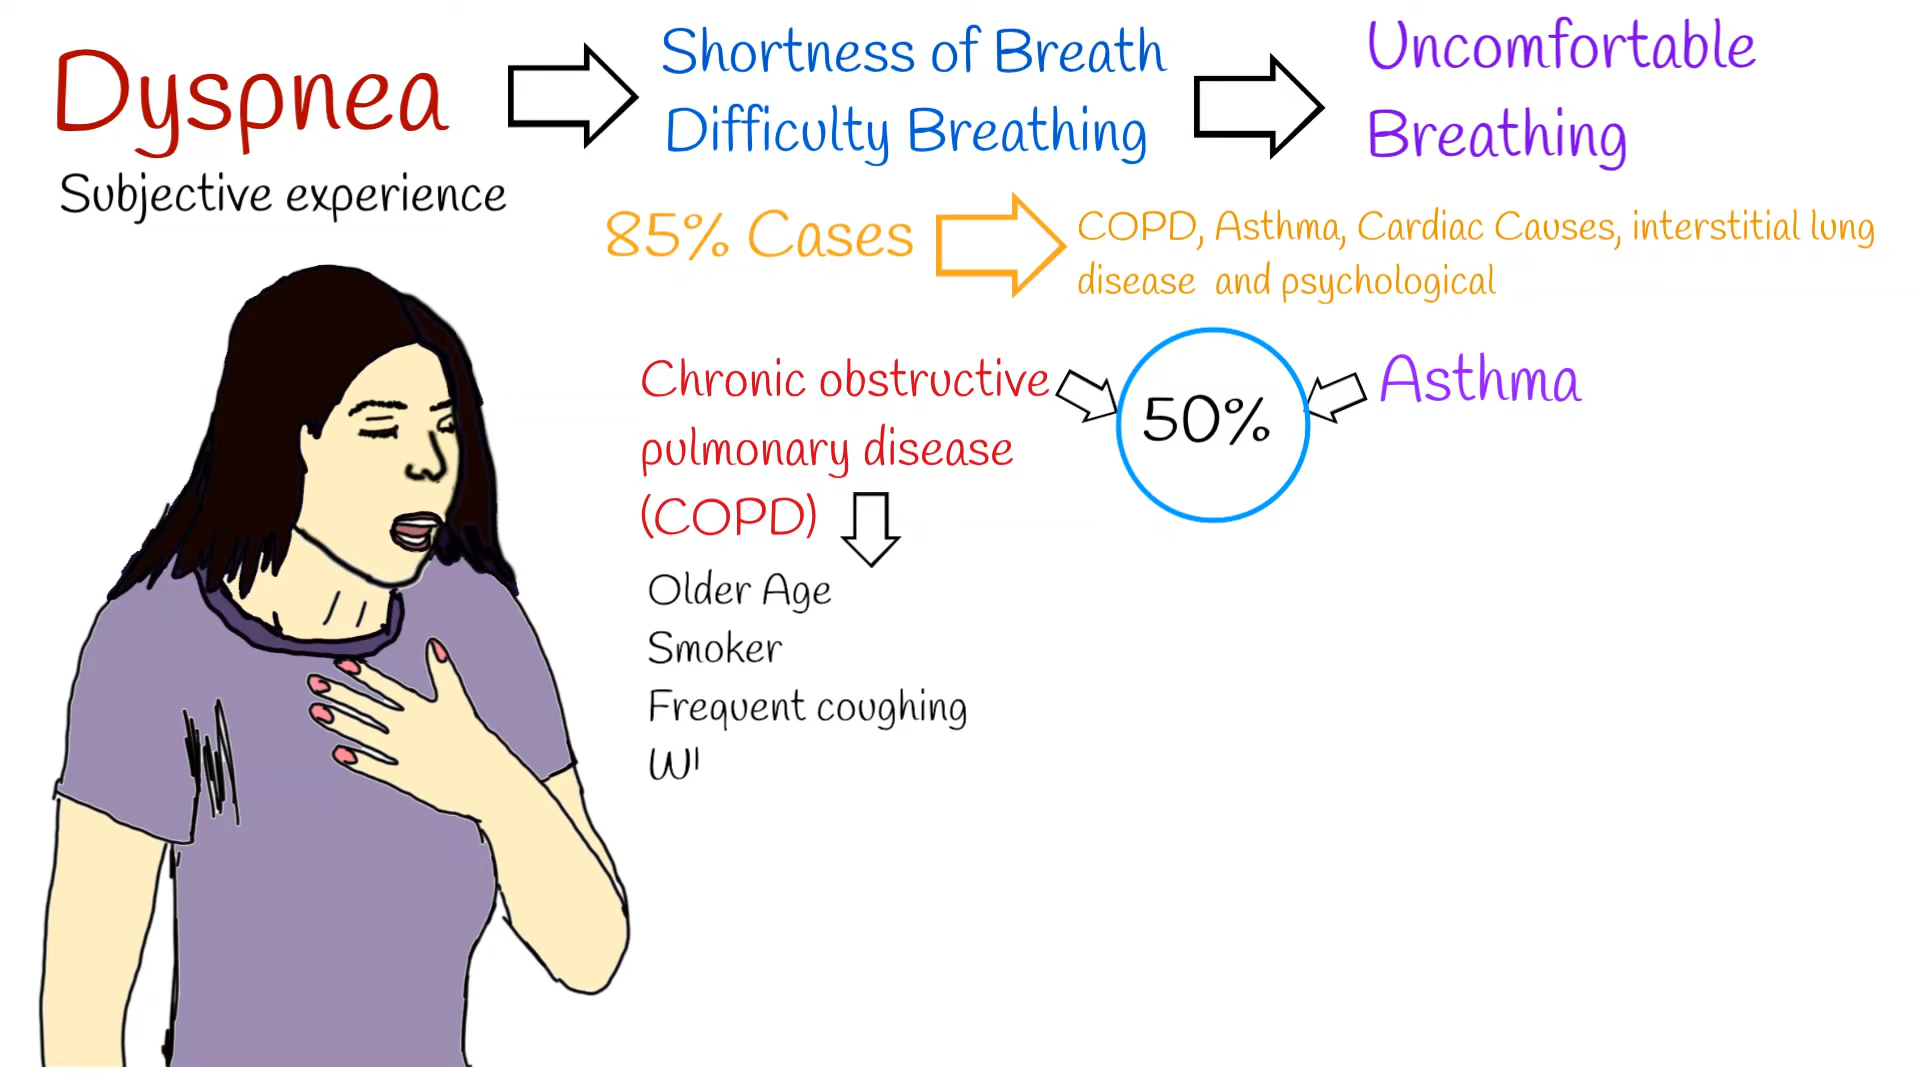 Dyspnea
Subjective experience
Shortness of Breath
Difficulty Breathing
Uncomfortable
Breathing
85% Cases
COPD, Asthma, Cardiac Causes, interstitial lung
disease and psychological
Chronic obstructive
pulmonary disease
(COPD)
50%
Asthma
Older Age
Smoker
Frequent coughing